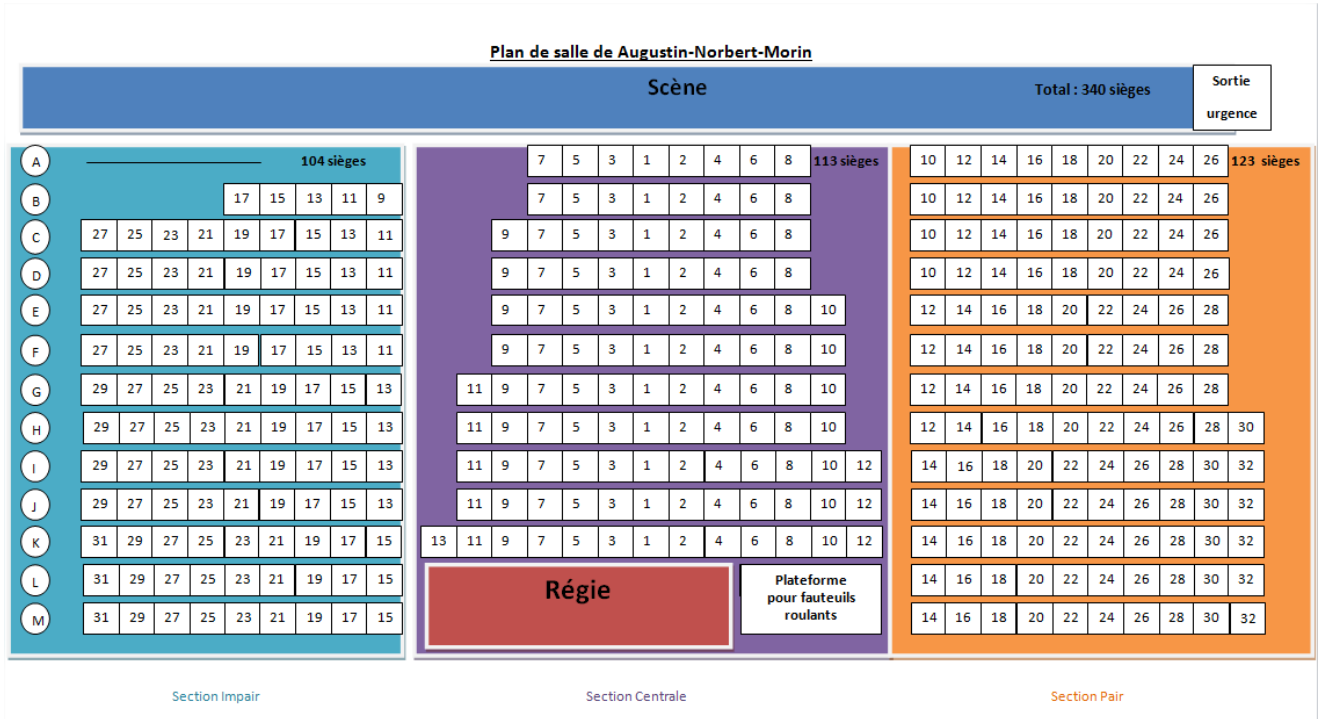 Plan de salle de Augustin-Norbert-Morin
Scène Total : 340 sièges Sortie
urgence
A 104 sièges 7 5 3 1 2 4 6 8 113 sièges 10 12 14 16 18 20 22 24 26 123 sièges
B 17 15 13 11 9 7 5 3 1 2 4 6 8 10 12 14 16 18 20 22 24 26
C 27 25 23 21 19 17 15 13 11 9 7 5 3 1 2 4 6 8 10 12 14 16 18 20 22 24 26
D 27 25 23 21 19 17 15 13 11 9 7 5 3 1 2 4 6 8 10 12 14 16 18 20 22 24 26
E 27 25 23 21 19 17 15 13 11 9 7 5 3 1 2 4 6 8 10 12 14 16 18 20 22 24 26 28
F 27 25 23 21 19 17 15 13 11 9 7 5 3 1 2 4 6 8 10 12 14 16 18 20 22 24 26 28
G 29 27 25 23 21 19 17 15 13 11 9 7 5 3 1 2 4 6 8 10 12 14 16 18 20 22 24 26 28
H 29 27 25 23 21 19 17 15 13 11 9 7 5 3 1 2 4 6 8 10 12 14 16 18 20 22 24 26 28 30
I 29 27 25 23 21 19 17 15 13 11 9 7 5 3 1 2 4 6 8 10 12 14 16 18 20 22 24 26 28 30 32
J 29 27 25 23 21 19 17 15 13 11 9 7 5 3 1 2 4 6 8 10 12 14 16 18 20 22 24 26 28 30 32
K 31 29 27 25 23 21 19 17 15 13 11 9 7 5 3 1 2 4 6 8 10 12 14 16 18 20 22 24 26 28 30 32
L 31 29 27 25 23 21 19 17 15 Régie Plateforme 14 16 18 20 22 24 26 28 30 32
pour fauteuils
roulants
M 31 29 27 25 23 21 19 17 15 14 16 18 20 22 24 26 28 30 32
Section Impair Section Centrale Section Pair